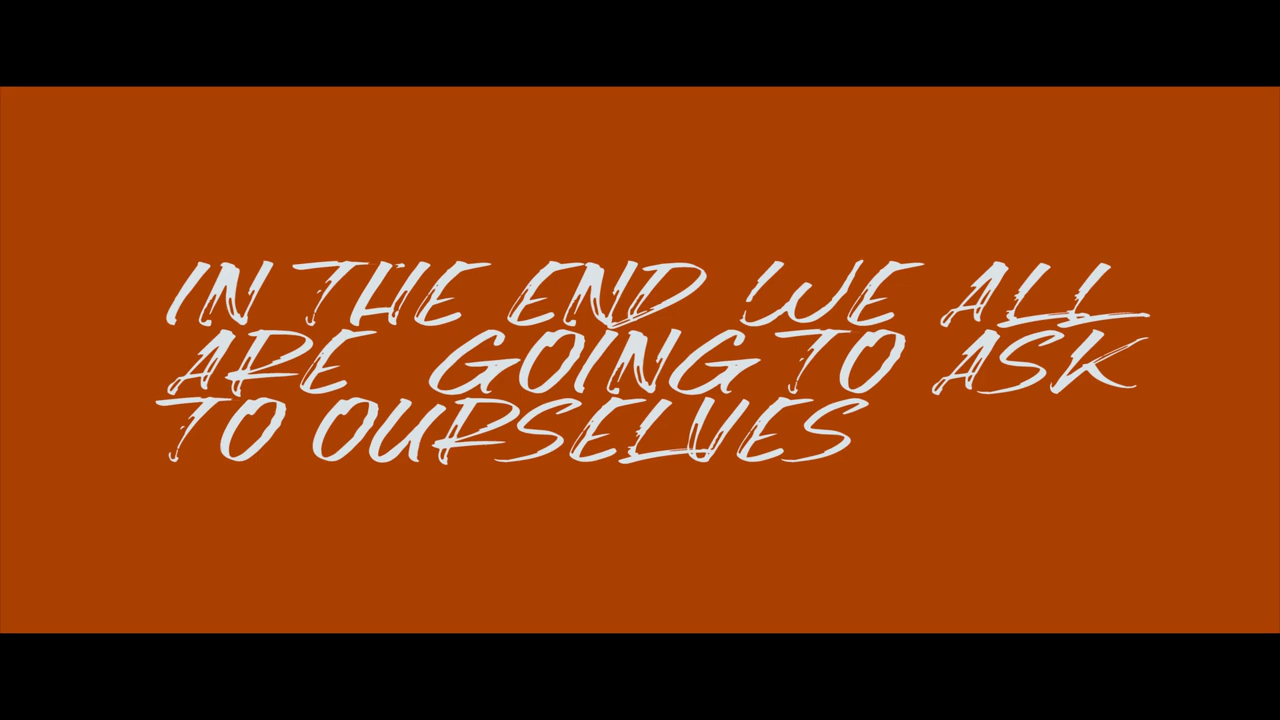 IN THE END WE ALL
ARE GOING TO ASK
TO OURSELVES